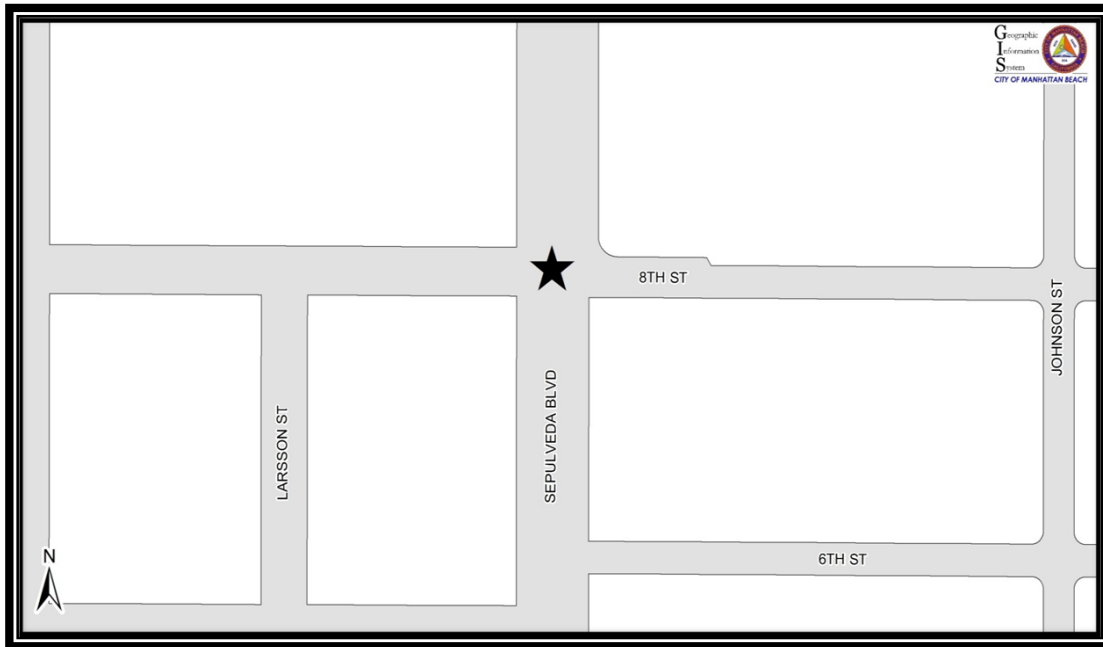 Geographic
Information
System
CITY OF MANHATTAN BEACH
8TH ST
JOHNSON ST
LARSSON ST
SEPULVEDA BLVD
6TH ST
N